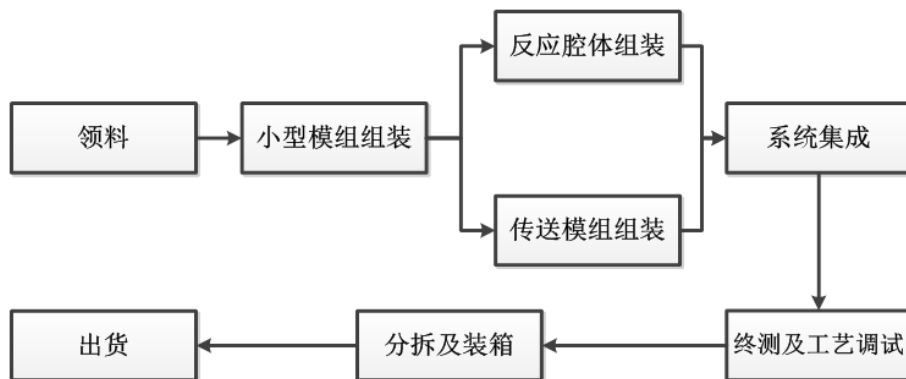 领料
小型模组组装
反应腔体组装
传送模组组装
系统集成
终测及工艺调试
分拆及装箱
出货